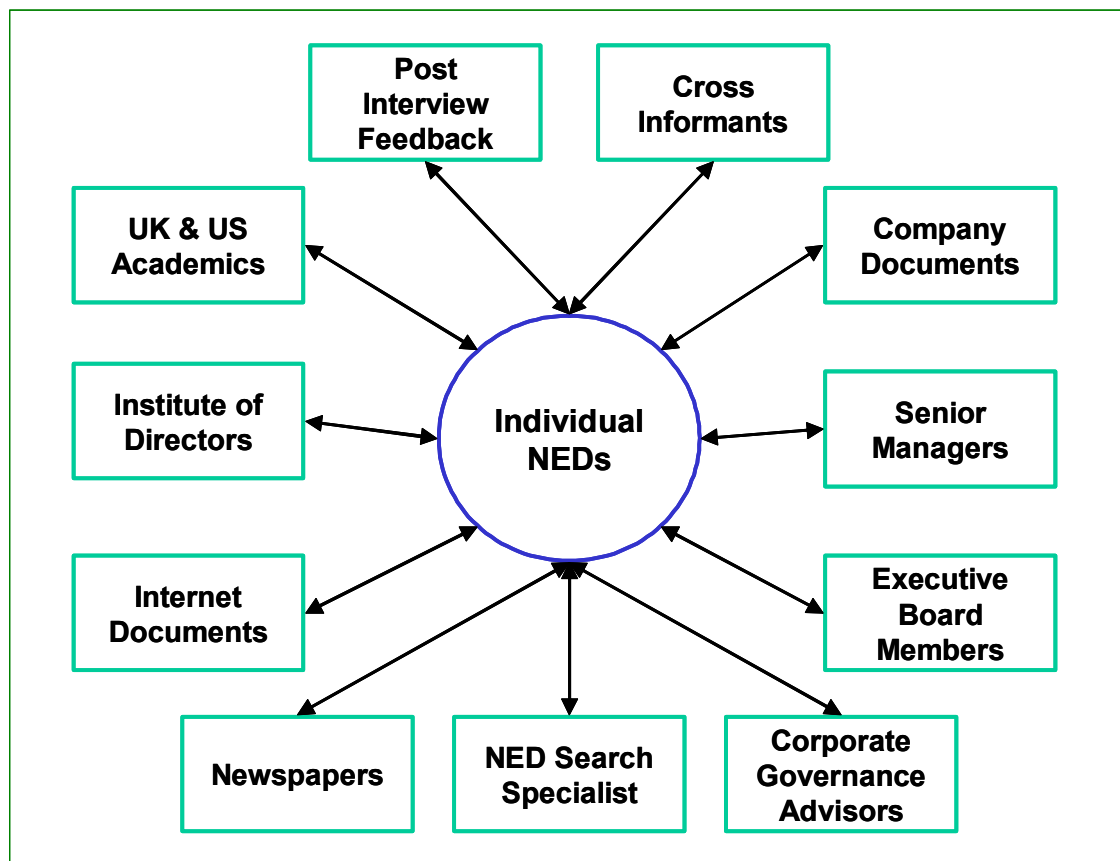 Post
Interview
Feedback
Cross
Informants
UK & US
Academics
Company
Documents
Institute of
Directors
Individual
NEDs
Senior
Managers
Internet
Documents
Executive
Board
Members
Newspapers
NED Search
Specialist
Corporate
Governance
Advisors